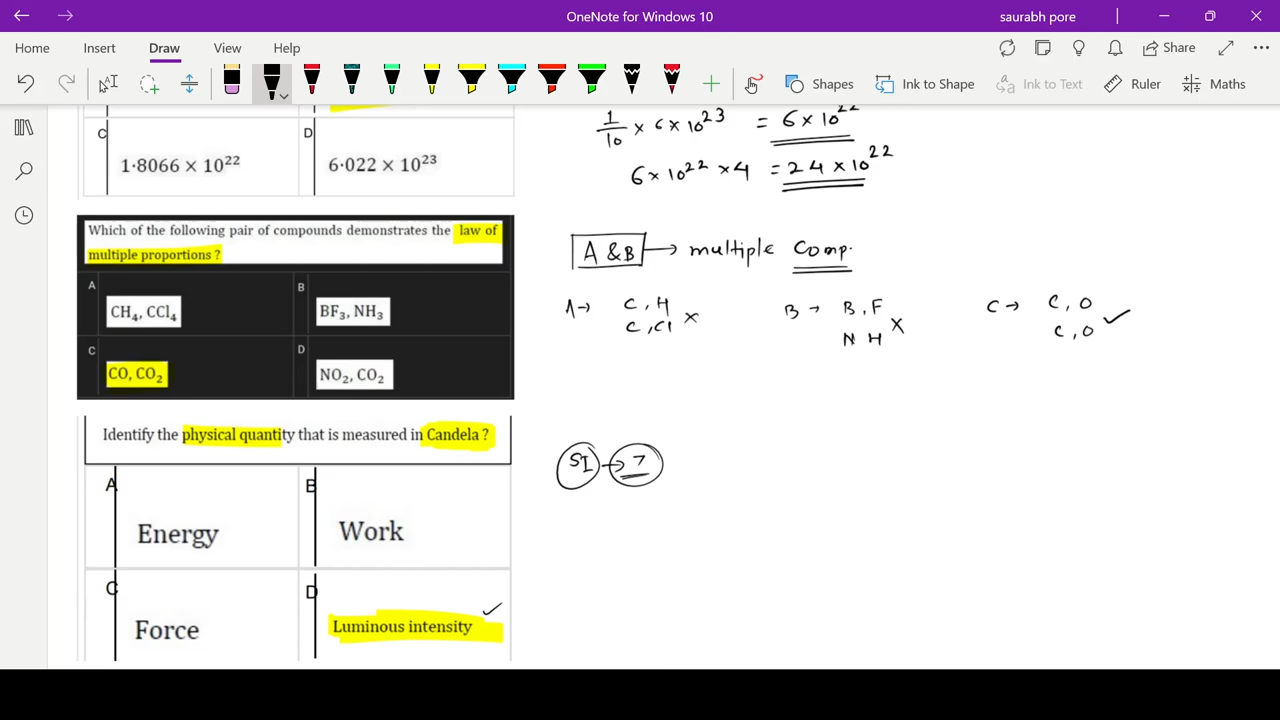 OneNote for Windows 10
saurabh pore
Home Insert Draw View Help
Share
Shapes
Ink to Shape
Ink to Text
Ruler
Maths
C
1·8066 × 10²²
D
6·022 × 10²³
1/10 × 6 × 10²³ = 6 × 10²²
6 × 10²² × 4 = 24 × 10²²
Which of the following pair of compounds demonstrates the law of
multiple proportions ?
A
CH₄, CCl₄
B
BF₃, NH₃
C
CO, CO₂
D
NO₂, CO₂
A & B → multiple Comp.
A → C, H
C, Cl ×
B → B, F
N H ×
C → C, O
C, O ✓
Identify the physical quantity that is measured in Candela ?
A
Energy
B
Work
C
Force
D
Luminous intensity ✓
SI → 7